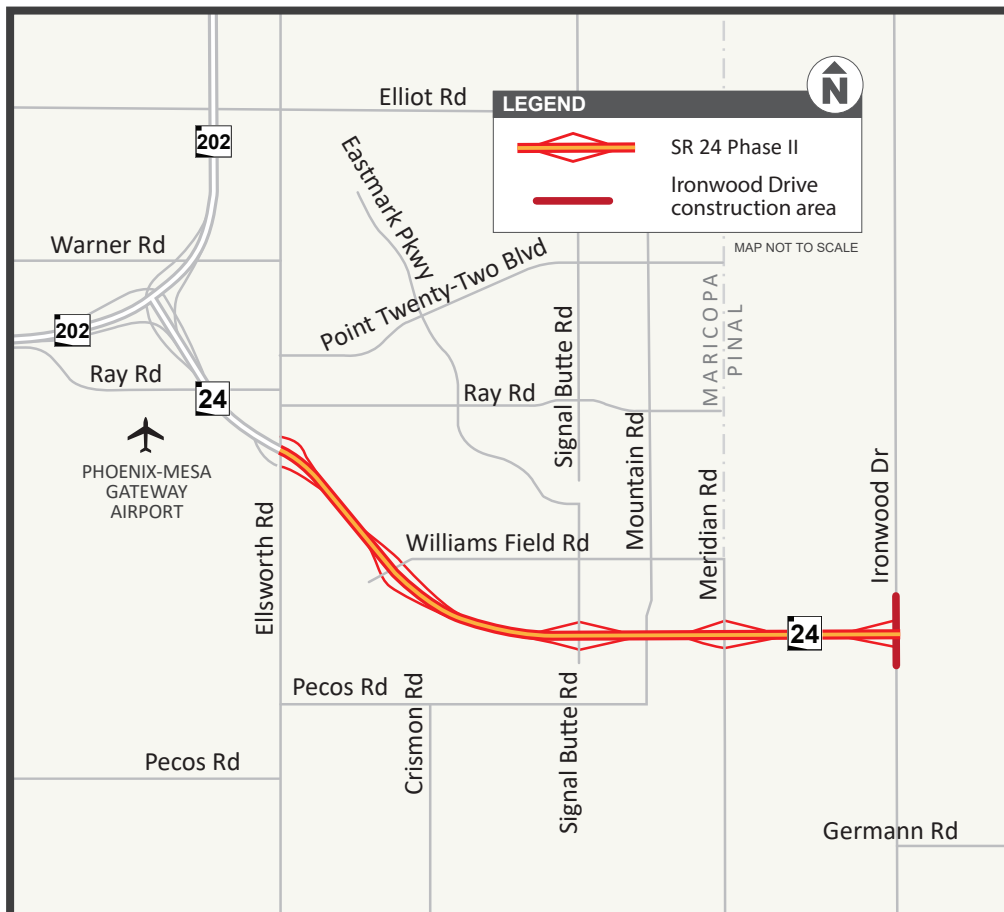 Elliot Rd
LEGEND
N
SR 24 Phase II
Ironwood Drive
construction area
MAP NOT TO SCALE
202
Eastmark Pkwy
Warner Rd
Point Twenty-Two Blvd
202
Ray Rd
24
Ray Rd
Signal Butte Rd
MARICOPA
PINAL
PHOENIX-MESA
GATEWAY
AIRPORT
Ellsworth Rd
Mountain Rd
Meridian Rd
Ironwood Dr
Williams Field Rd
24
Pecos Rd
Crismon Rd
Signal Butte Rd
Pecos Rd
Germann Rd